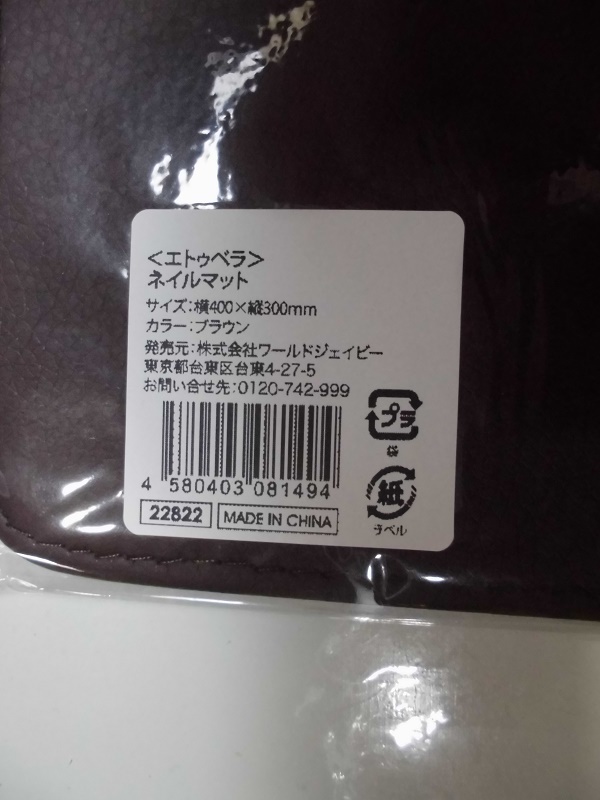 ＜エトゥベラ＞
ネイルマット
サイズ：横400×縦300mm
カラー：ブラウン
発売元：株式会社ワールドジェイビー
東京都台東区台東4-27-5
お問い合せ先：0120-742-999
プラ
袋
紙
ラベル
4 580403 081494
22822 MADE IN CHINA